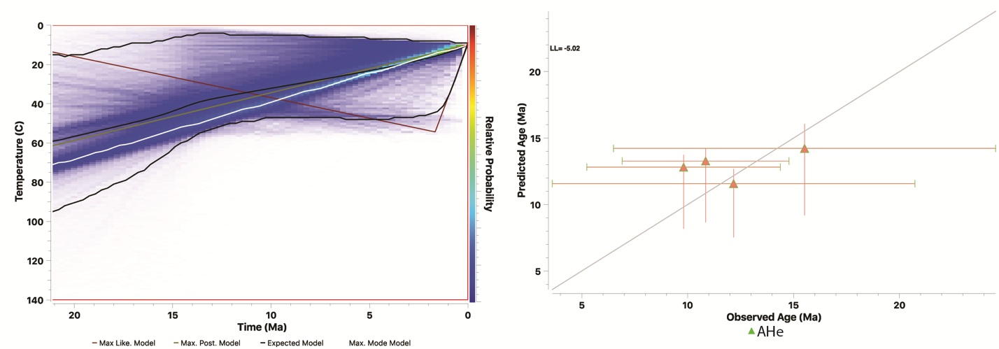 0
20
40
60
80
100
120
140
Temperature (C)
20
15
10
5
0
Time (Ma)
Max Like. Model
Max. Post. Model
Expected Model
Max. Mode Model
Relative Probability
LL= -5.02
20
15
10
5
Predicted Age (Ma)
5
10
15
20
Observed Age (Ma)
AHe